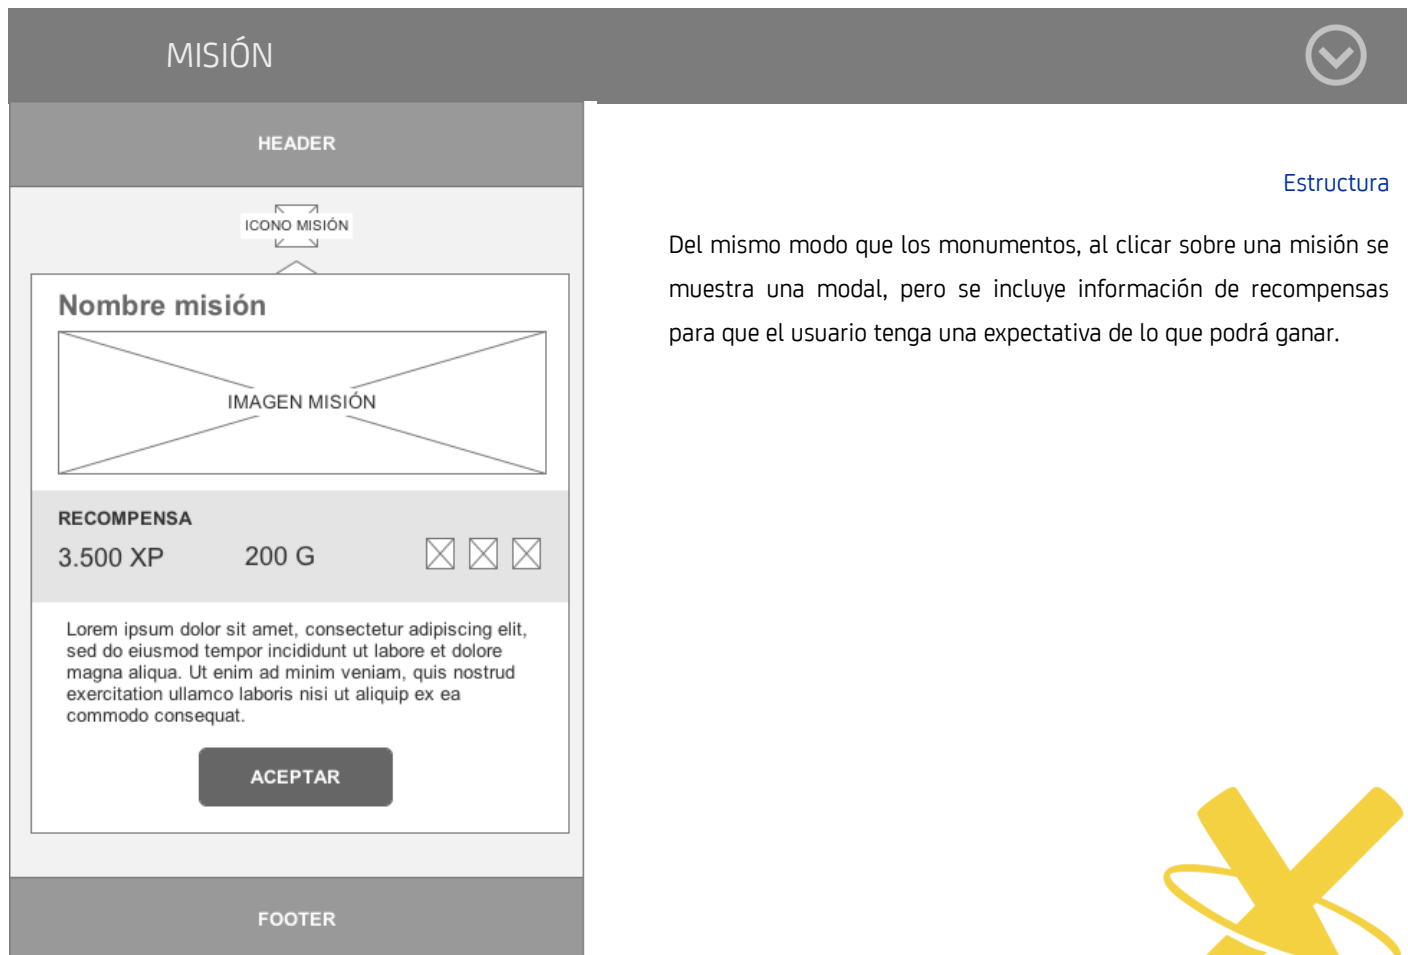 MISIÓN
HEADER
ICONO MISIÓN
Nombre misión
IMAGEN MISIÓN
RECOMPENSA
3.500 XP 200 G
Lorem ipsum dolor sit amet, consectetur adipiscing elit,
sed do eiusmod tempor incididunt ut labore et dolore
magna aliqua. Ut enim ad minim veniam, quis nostrud
exercitation ullamco laboris nisi ut aliquip ex ea
commodo consequat.
ACEPTAR
FOOTER
Estructura
Del mismo modo que los monumentos, al clicar sobre una misión se
muestra una modal, pero se incluye información de recompensas
para que el usuario tenga una expectativa de lo que podrá ganar.